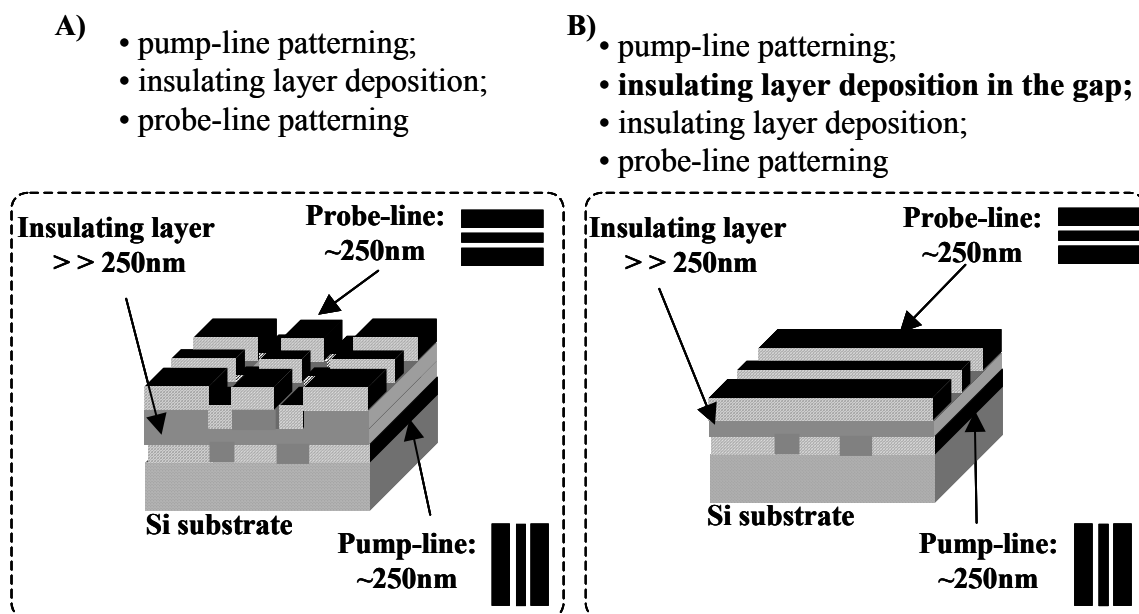 A)
• pump-line patterning;
• insulating layer deposition;
• probe-line patterning
Insulating layer
> > 250nm
Probe-line:
~250nm
Si substrate
Pump-line:
~250nm
B)
• pump-line patterning;
• insulating layer deposition in the gap;
• insulating layer deposition;
• probe-line patterning
Insulating layer
> > 250nm
Probe-line:
~250nm
Si substrate
Pump-line:
~250nm